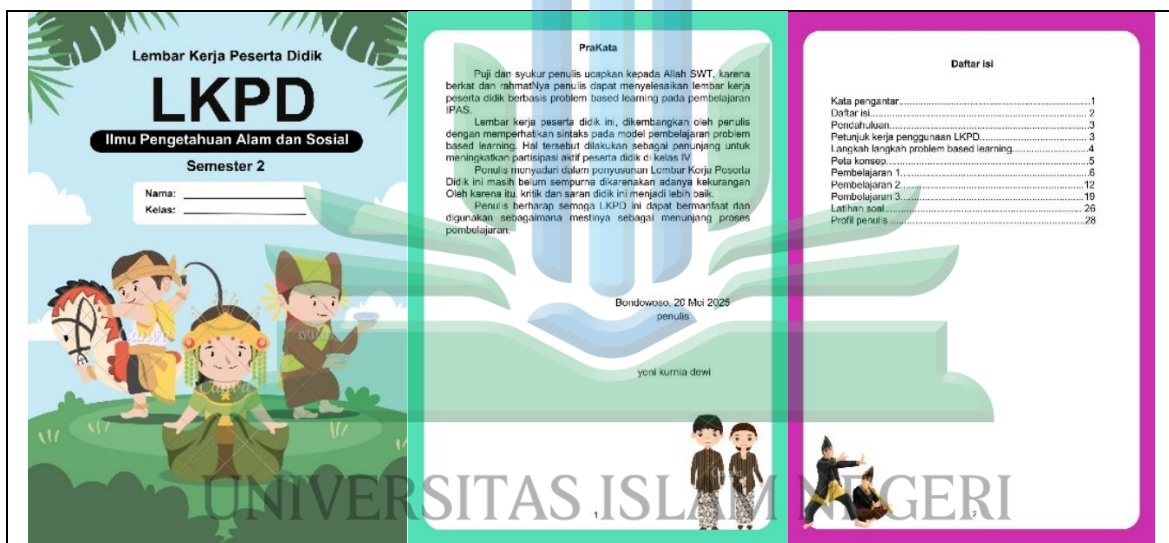 Lembar Kerja Peserta Didik
LKPD
Ilmu Pengetahuan Alam dan Sosial
Semester 2
Nama:
Kelas:
PraKata
Puji dan syukur penulis ucapkan kepada Allah SWT, karena
berkat dan rahmatNya penulis dapat menyelesaikan lembar kerja
peserta didik berbasis problem based learning pada pembelajaran
IPAS.
Lembar kerja peserta didik ini, dikembangkan oleh penulis
dengan memperhatikan sintaks pada model pembelajaran problem
based learning. Hal tersebut dilakukan sebagai penunjang untuk
meningkatkan partisipasi aktif peserta didik di kelas IV
Penulis menyadari dalam penyusunan Lembar Kerja Peserta
Didik ini masih belum sempurna dikarenakan adanya kekurangan
Oleh karena itu, kritik dan saran didik ini menjadi lebih baik.
Penulis berharap semoga LKPD ini dapat bermanfaat dan
digunakan sebagaimana mestinya sebagai menunjang proses
pembelajaran.
Bondowoso, 20 Mei 2025
penulis
yoni kurnia dewi
1
Daftar isi
Kata pengantar....1
Daftar isi....2
Pendahuluan....3
Petunjuk kerja penggunaan LKPD....3
Langkah langkah problem based learning....4
Peta konsep....5
Pembelajaran 1....6
Pembelajaran 2....12
Pembelajaran 3....19
Latihan soal....26
Profil penulis....28
2
Canva
UNIVERSITAS ISLAM NEGERI